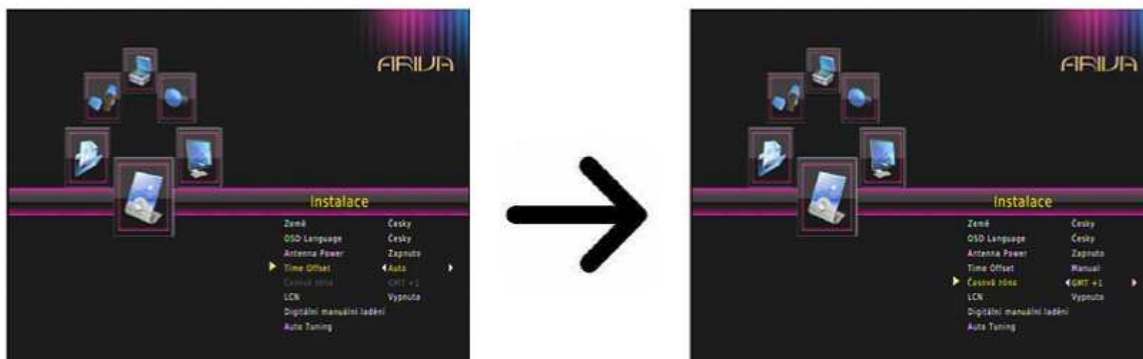 ARIVA
Instalace
Země Česky
OSD Language Česky
Antenna Power Zapnuto
Time Offset Auto
Časová zóna GMT +1
LCN Vypnuto
Digitální manuální ladění
Auto Tuning
ARIVA
Instalace
Země Česky
OSD Language Česky
Antenna Power Zapnuto
Time Offset Manual
Časová zóna GMT +1
LCN Vypnuto
Digitální manuální ladění
Auto Tuning